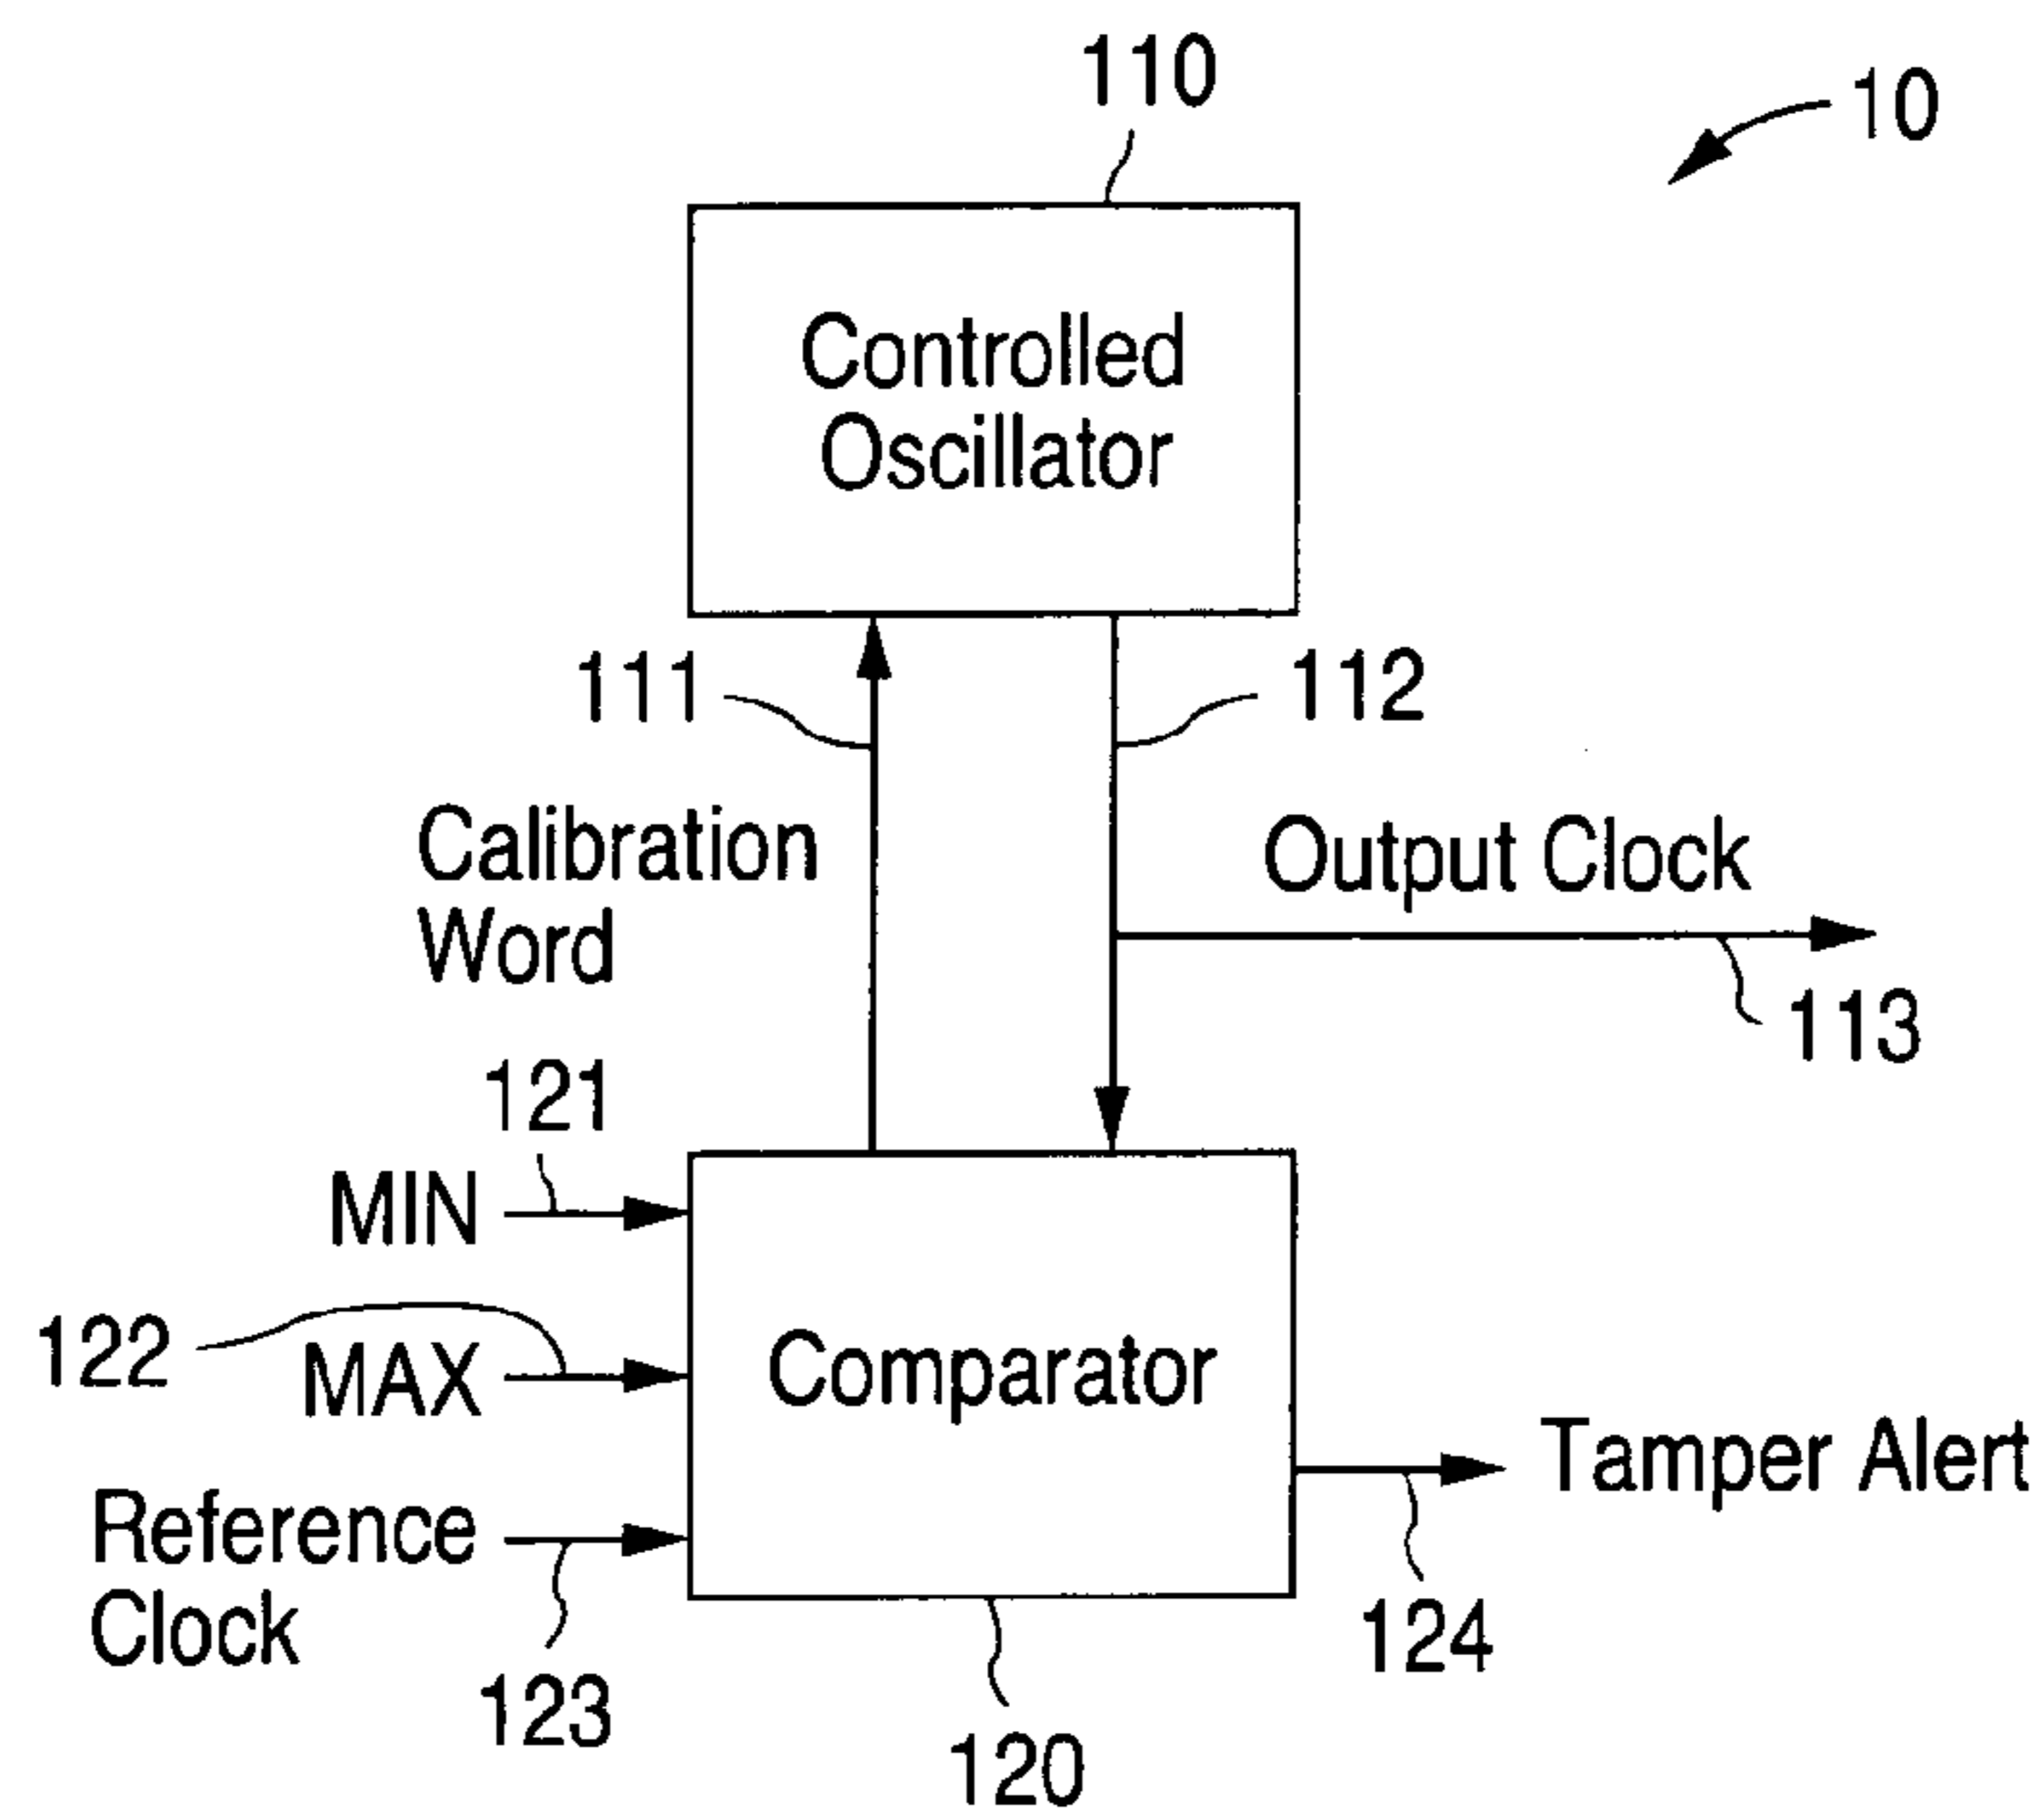 110
10
Controlled
Oscillator
111
112
Calibration
Word
Output Clock
113
121
MIN
122
MAX
Comparator
Reference
Clock
Tamper Alert
123
124
120